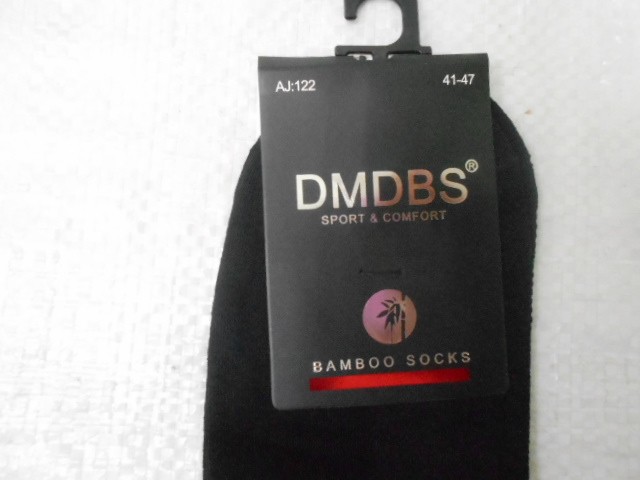 AJ:122 41-47
DMDBS®
SPORT & COMFORT
BAMBOO SOCKS